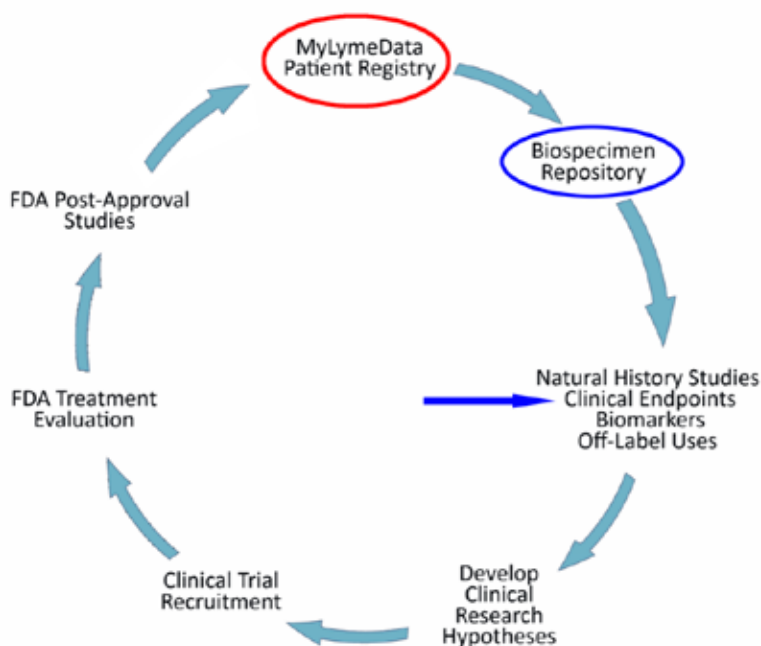 MyLymeData
Patient Registry
Biospecimen
Repository
Natural History Studies
Clinical Endpoints
Biomarkers
Off-Label Uses
Develop
Clinical
Research
Hypotheses
Clinical Trial
Recruitment
FDA Treatment
Evaluation
FDA Post-Approval
Studies